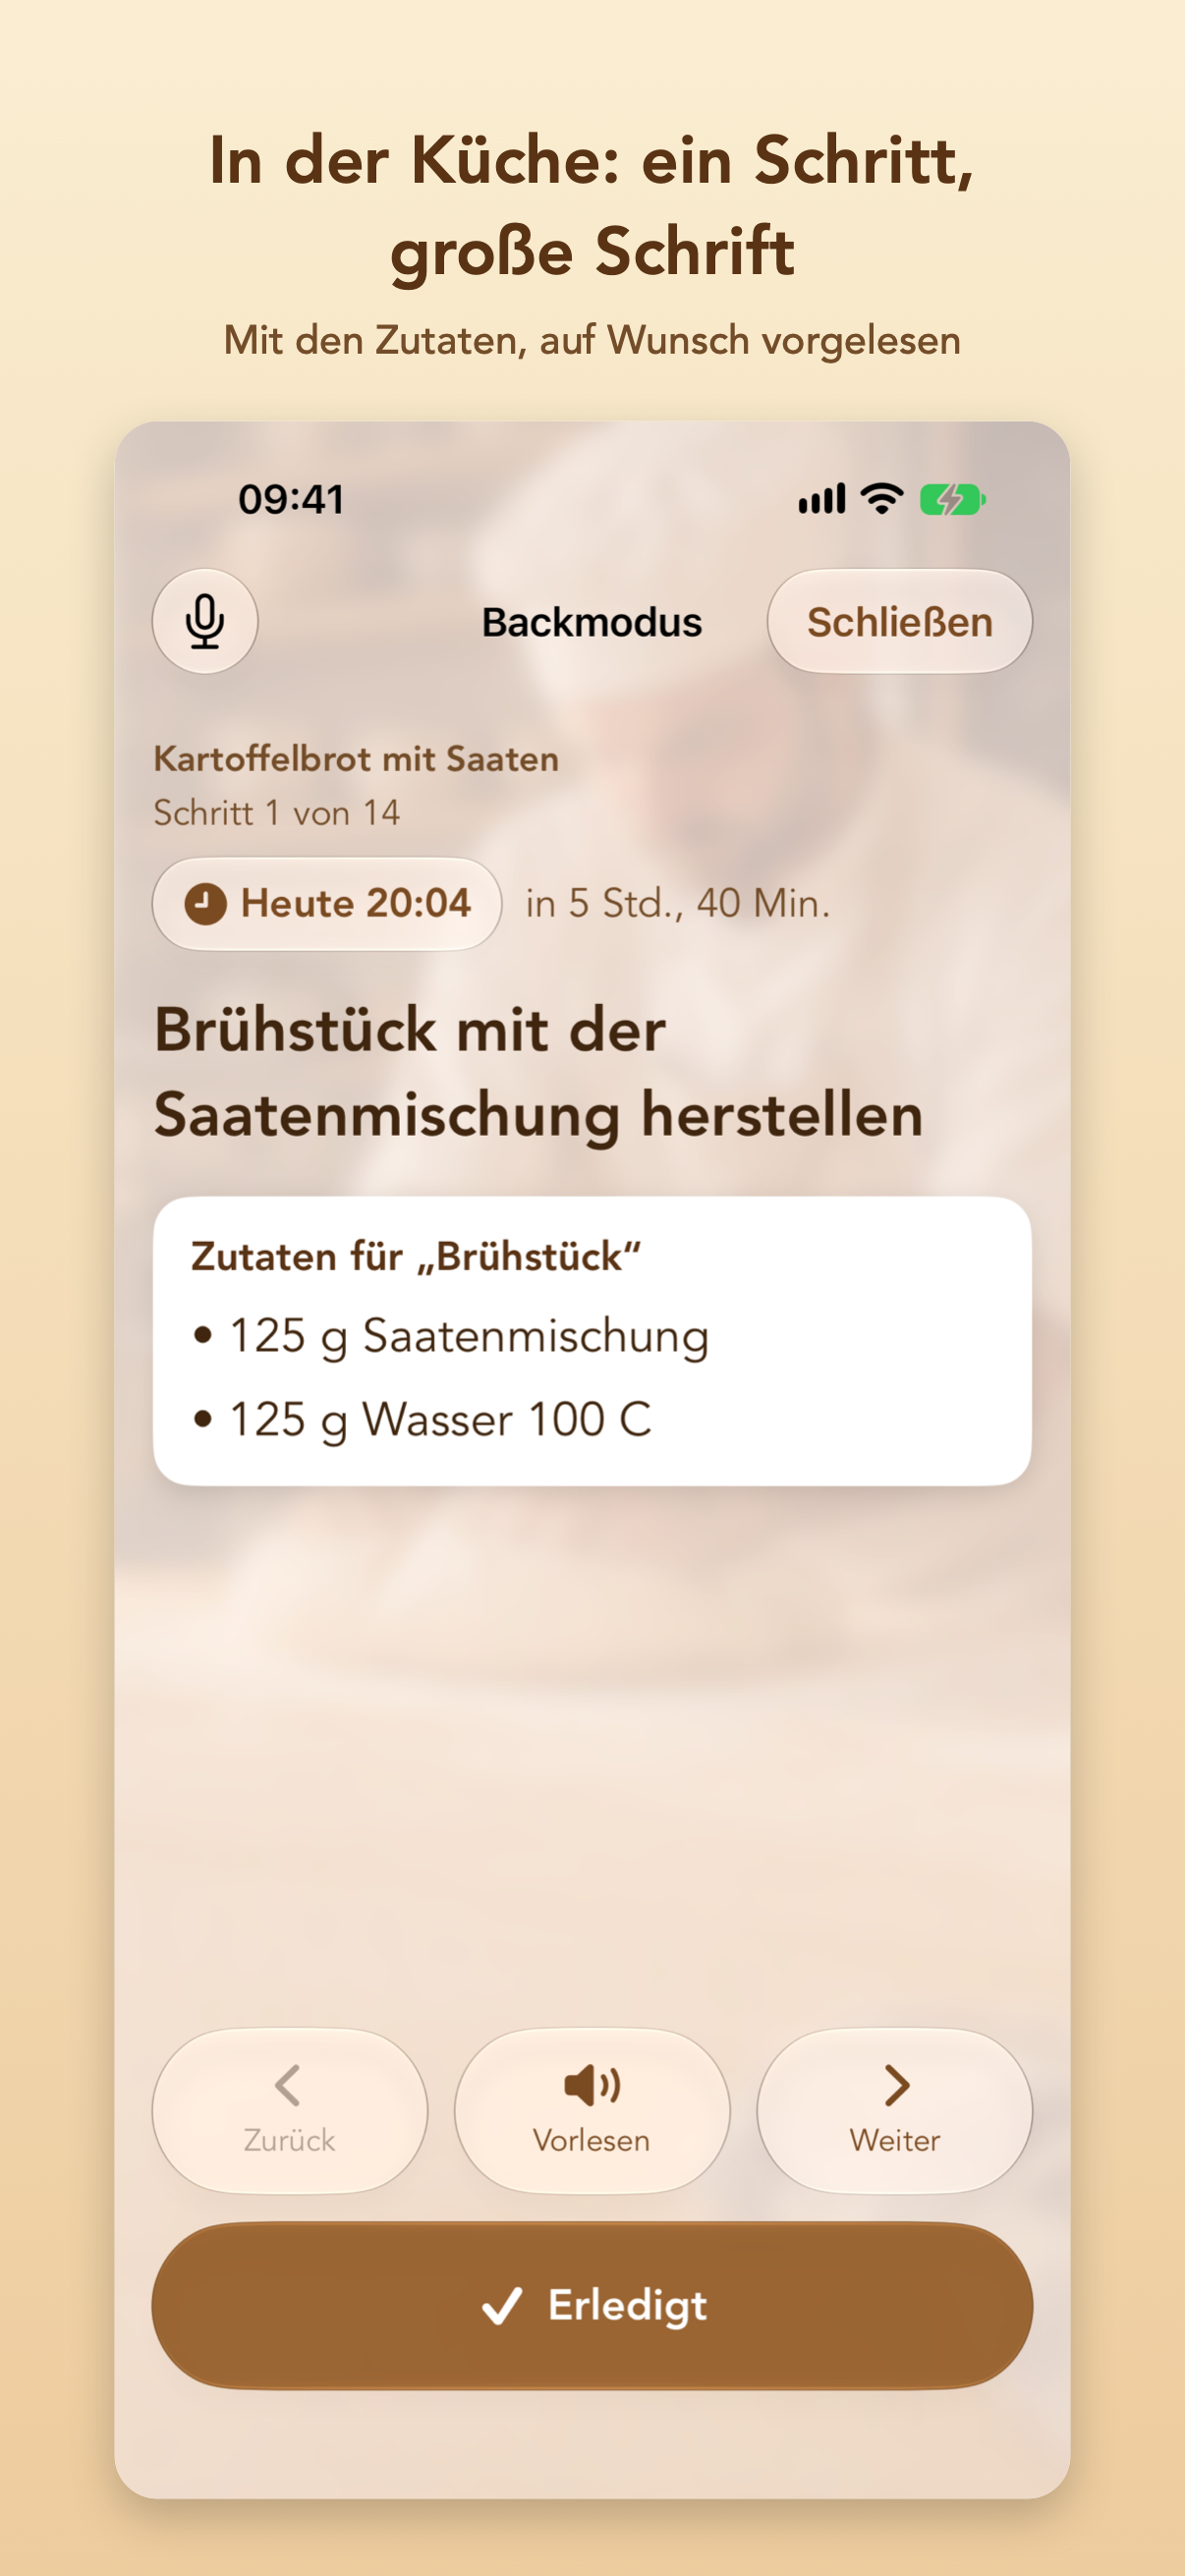 In der Küche: ein Schritt,
große Schrift
Mit den Zutaten, auf Wunsch vorgelesen
09:41
Backmodus
Schließen
Kartoffelbrot mit Saaten
Schritt 1 von 14
Heute 20:04 in 5 Std., 40 Min.
Brühstück mit der
Saatenmischung herstellen
Zutaten für „Brühstück“
• 125 g Saatenmischung
• 125 g Wasser 100 C
Zurück
Vorlesen
Weiter
Erledigt